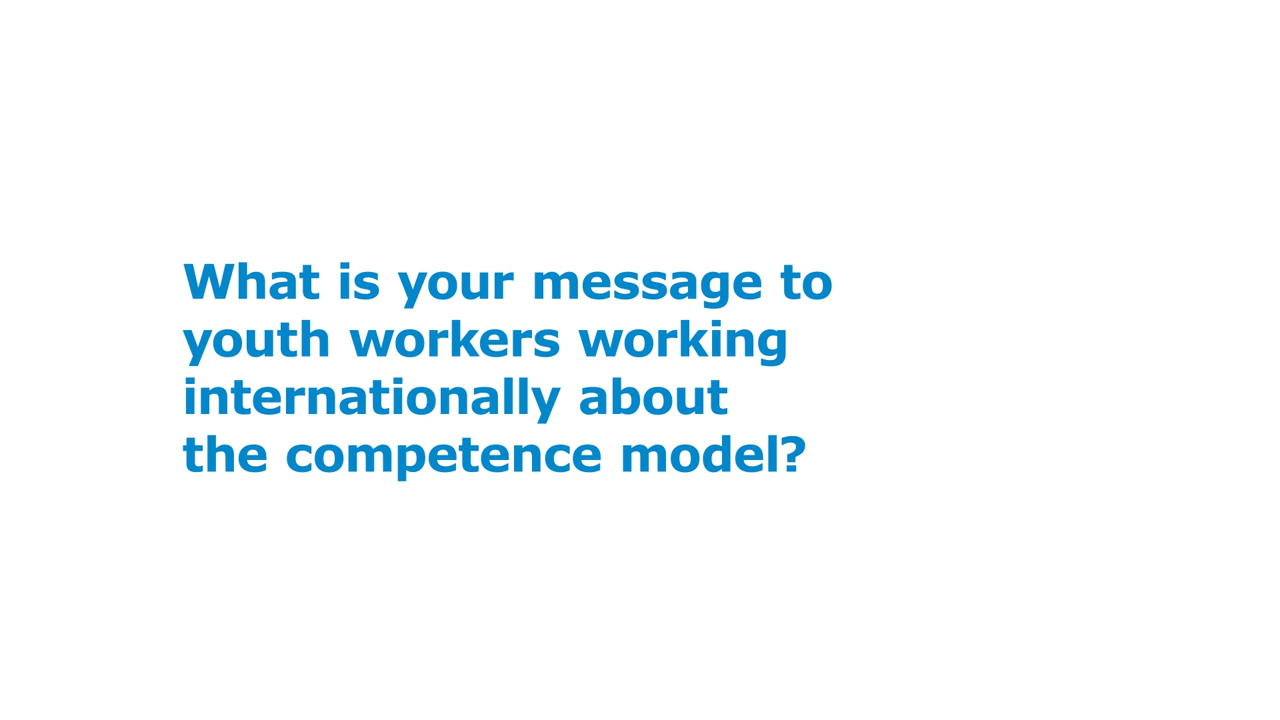 What is your message to
youth workers working
internationally about
the competence model?